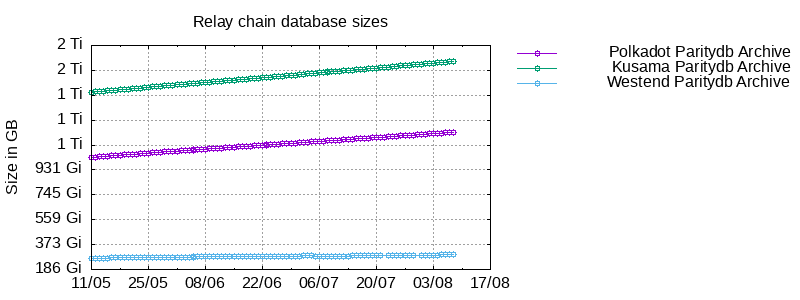 Relay chain database sizes
2 Ti
2 Ti
1 Ti
1 Ti
1 Ti
931 Gi
745 Gi
559 Gi
373 Gi
186 Gi
Size in GB
11/05 25/05 08/06 22/06 06/07 20/07 03/08 17/08
Polkadot Paritydb Archive
Kusama Paritydb Archive
Westend Paritydb Archive